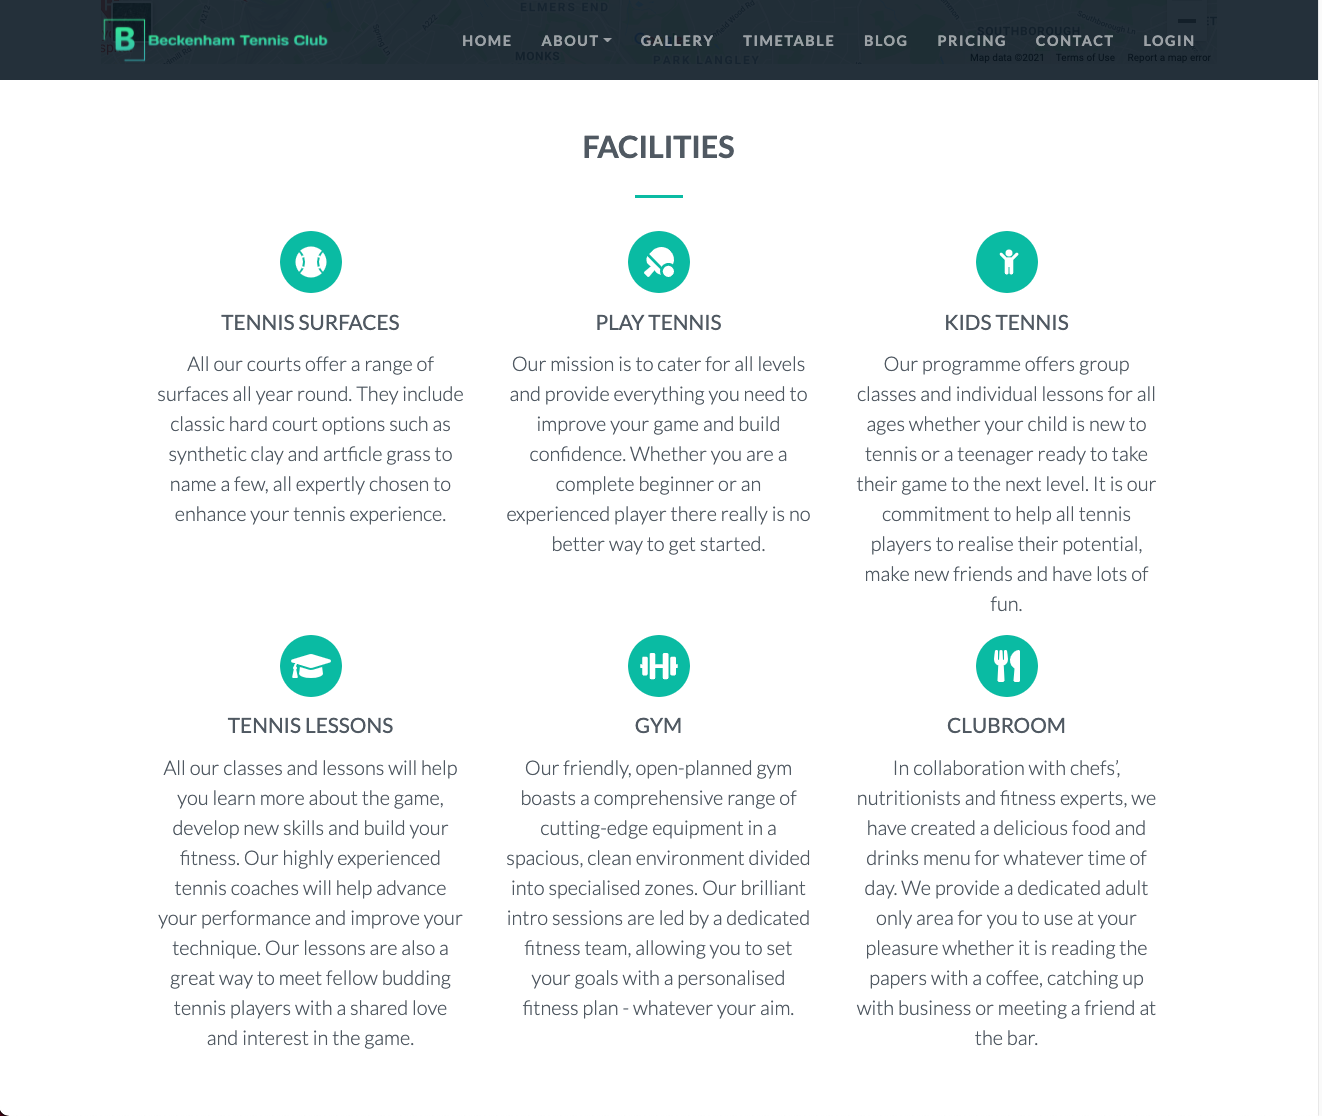 ELMERS END
B Beckenham Tennis Club
HOME ABOUT GALLERY TIMETABLE BLOG PRICING CONTACT LOGIN
SOUTHBOROUGH
MONKS
PARK LANGLEY
Map data ©2021 Terms of Use Report a map error
FACILITIES
TENNIS SURFACES
All our courts offer a range of
surfaces all year round. They include
classic hard court options such as
synthetic clay and artficle grass to
name a few, all expertly chosen to
enhance your tennis experience.
PLAY TENNIS
Our mission is to cater for all levels
and provide everything you need to
improve your game and build
confidence. Whether you are a
complete beginner or an
experienced player there really is no
better way to get started.
KIDS TENNIS
Our programme offers group
classes and individual lessons for all
ages whether your child is new to
tennis or a teenager ready to take
their game to the next level. It is our
commitment to help all tennis
players to realise their potential,
make new friends and have lots of
fun.
TENNIS LESSONS
All our classes and lessons will help
you learn more about the game,
develop new skills and build your
fitness. Our highly experienced
tennis coaches will help advance
your performance and improve your
technique. Our lessons are also a
great way to meet fellow budding
tennis players with a shared love
and interest in the game.
GYM
Our friendly, open-planned gym
boasts a comprehensive range of
cutting-edge equipment in a
spacious, clean environment divided
into specialised zones. Our brilliant
intro sessions are led by a dedicated
fitness team, allowing you to set
your goals with a personalised
fitness plan - whatever your aim.
CLUBROOM
In collaboration with chefs',
nutritionists and fitness experts, we
have created a delicious food and
drinks menu for whatever time of
day. We provide a dedicated adult
only area for you to use at your
pleasure whether it is reading the
papers with a coffee, catching up
with business or meeting a friend at
the bar.